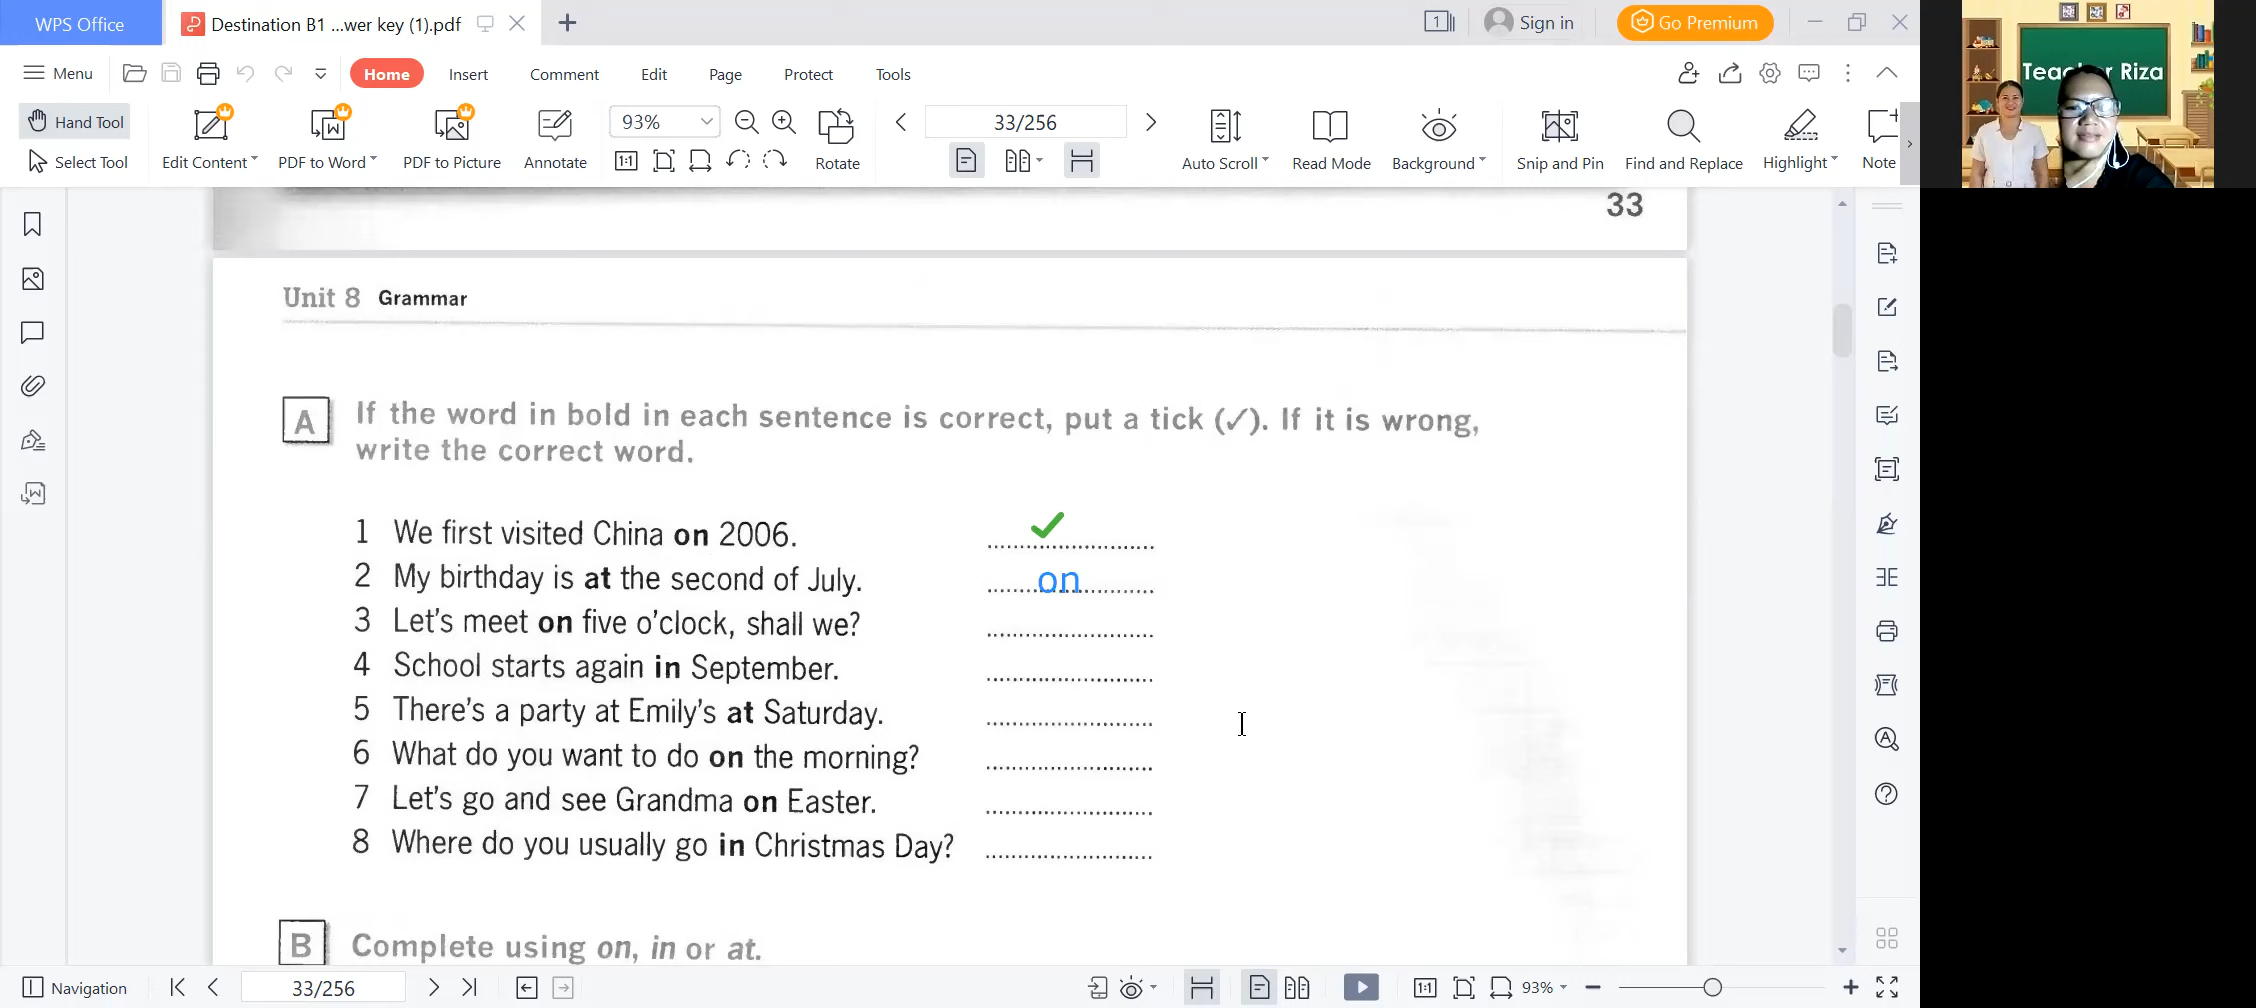 WPS Office
Destination B1 ...wer key (1).pdf
1
Sign in
Go Premium
Menu
Home
Insert
Comment
Edit
Page
Protect
Tools
Hand Tool
Select Tool
Edit Content
PDF to Word
PDF to Picture
Annotate
93%
1:1
Rotate
33/256
Auto Scroll
Read Mode
Background
Snip and Pin
Find and Replace
Highlight
Note
Riza
33
Unit 8 Grammar
A If the word in bold in each sentence is correct, put a tick (✓). If it is wrong,
write the correct word.
1 We first visited China on 2006. .......................... ✓
2 My birthday is at the second of July. .......on..............
3 Let's meet on five o'clock, shall we? ..........................
4 School starts again in September. ..........................
5 There's a party at Emily's at Saturday. ..........................
6 What do you want to do on the morning? ..........................
7 Let's go and see Grandma on Easter. ..........................
8 Where do you usually go in Christmas Day? ..........................
B Complete using on, in or at.
Navigation
33/256
1:1
93%